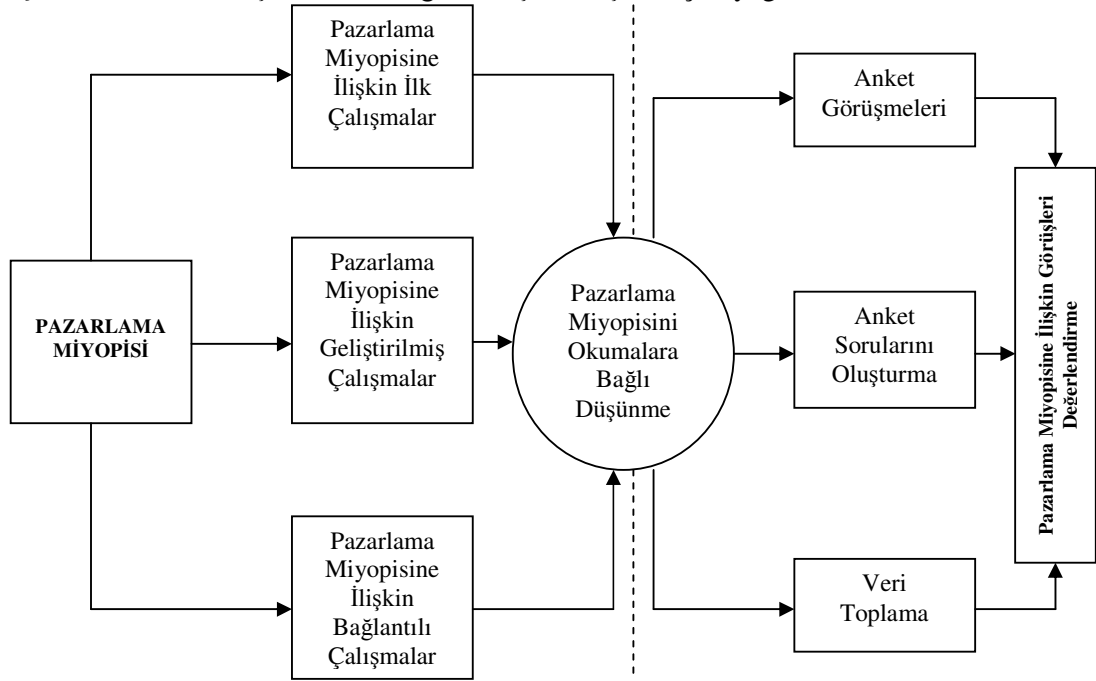 Pazarlama
Miyopisine
İlişkin İlk
Çalışmalar
Anket
Görüşmeleri
PAZARLAMA
MİYOPİSİ
Pazarlama
Miyopisine
İlişkin
Geliştirilmiş
Çalışmalar
Pazarlama
Miyopisini
Okumalara
Bağlı
Düşünme
Anket
Sorularını
Oluşturma
Pazarlama Miyopisine İlişkin Görüşleri
Değerlendirme
Pazarlama
Miyopisine
İlişkin
Bağlantılı
Çalışmalar
Veri
Toplama